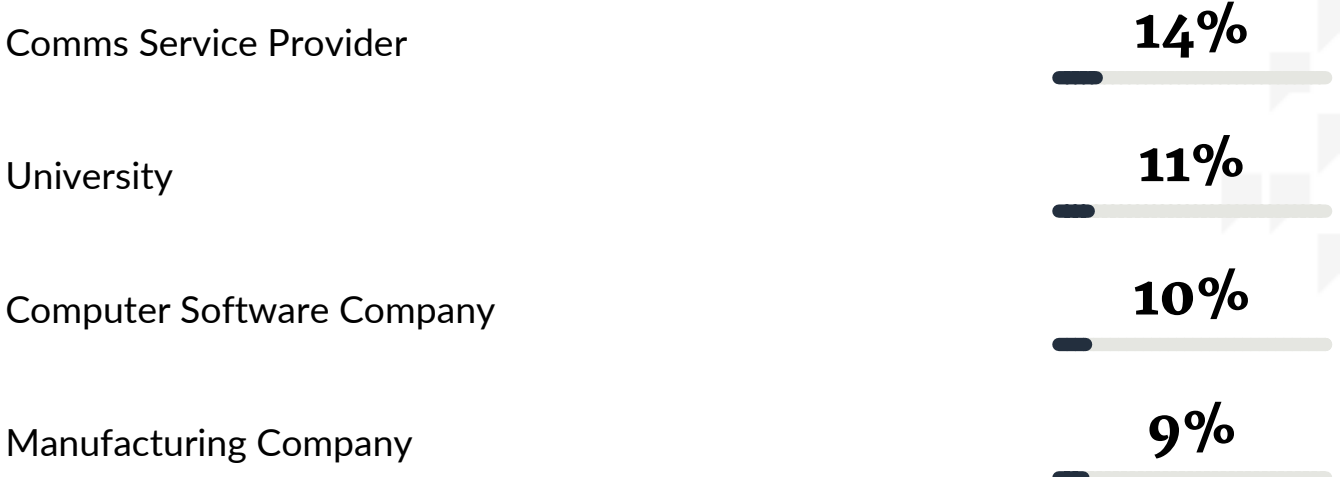 Comms Service Provider 14%
University 11%
Computer Software Company 10%
Manufacturing Company 9%